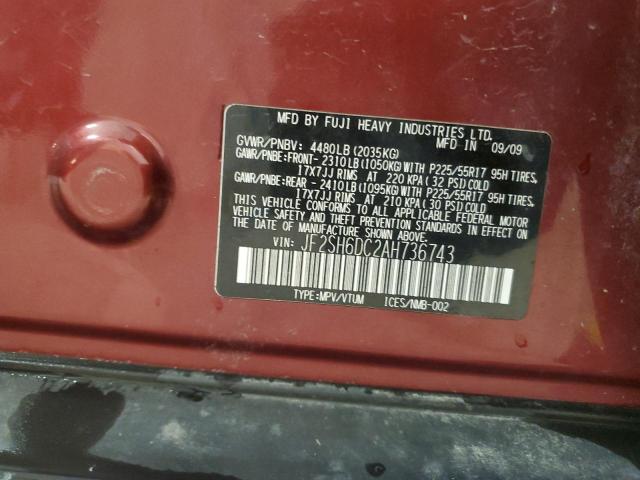 MFD BY FUJI HEAVY INDUSTRIES LTD.
GVWR/PNBV: 4480LB (2035KG) MFD IN 09/09
GAWR/PNBE:FRONT- 2310LB(1050KG)WITH P225/55R17 95H TIRES,
17X7JJ RIMS AT 220 KPA(32 PSI)COLD
GAWR/PNBE:REAR - 2410LB(1095KG)WITH P225/55R17 95H TIRES,
17X7JJ RIMS AT 210 KPA(30 PSI)COLD
THIS VEHICLE CONFORMS TO ALL APPLICABLE FEDERAL MOTOR
VEHICLE SAFETY AND THEFT PREVENTION STANDARDS IN EFFECT ON
THE DATE OF MANUFACTURE SHOWN ABOVE.
VIN: JF2SH6DC2AH736743
TYPE:MPV/VTUM ICES/NMB-002